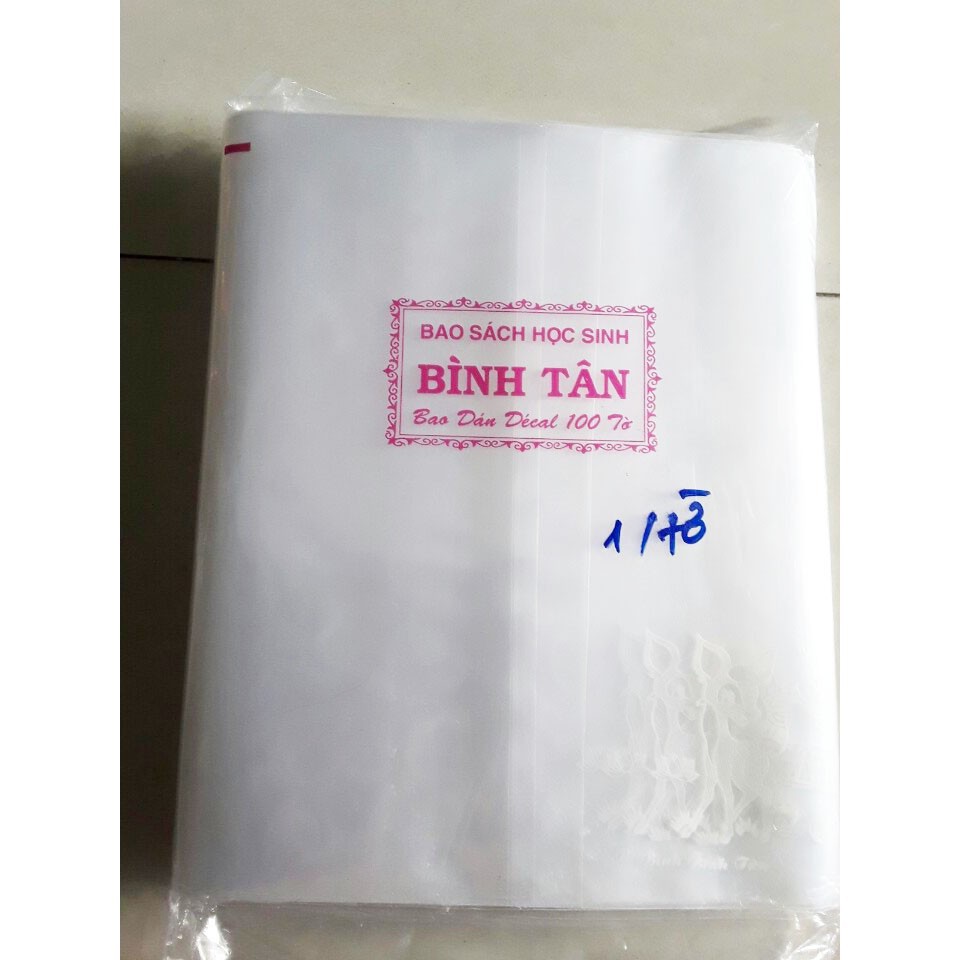 BAO SÁCH HỌC SINH
BÌNH TÂN
Bao Dán Décal 100 Tờ